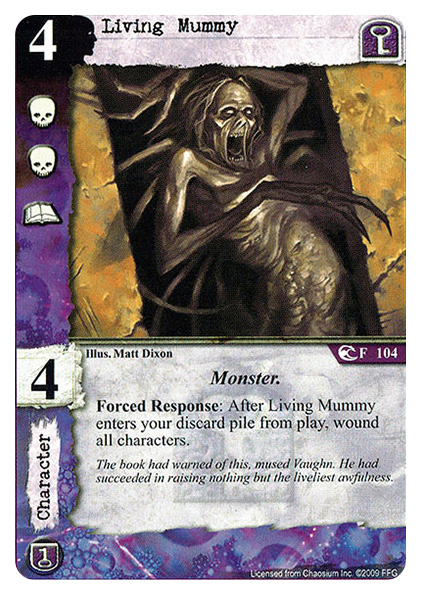 4
Living Mummy
Illus. Matt Dixon
F 104
4
Monster.
Forced Response: After Living Mummy
enters your discard pile from play, wound
all characters.
The book had warned of this, mused Vaughn. He had
succeeded in raising nothing but the liveliest awfulness.
Character
1
Licensed from Chaosium Inc. ©2009 FFG